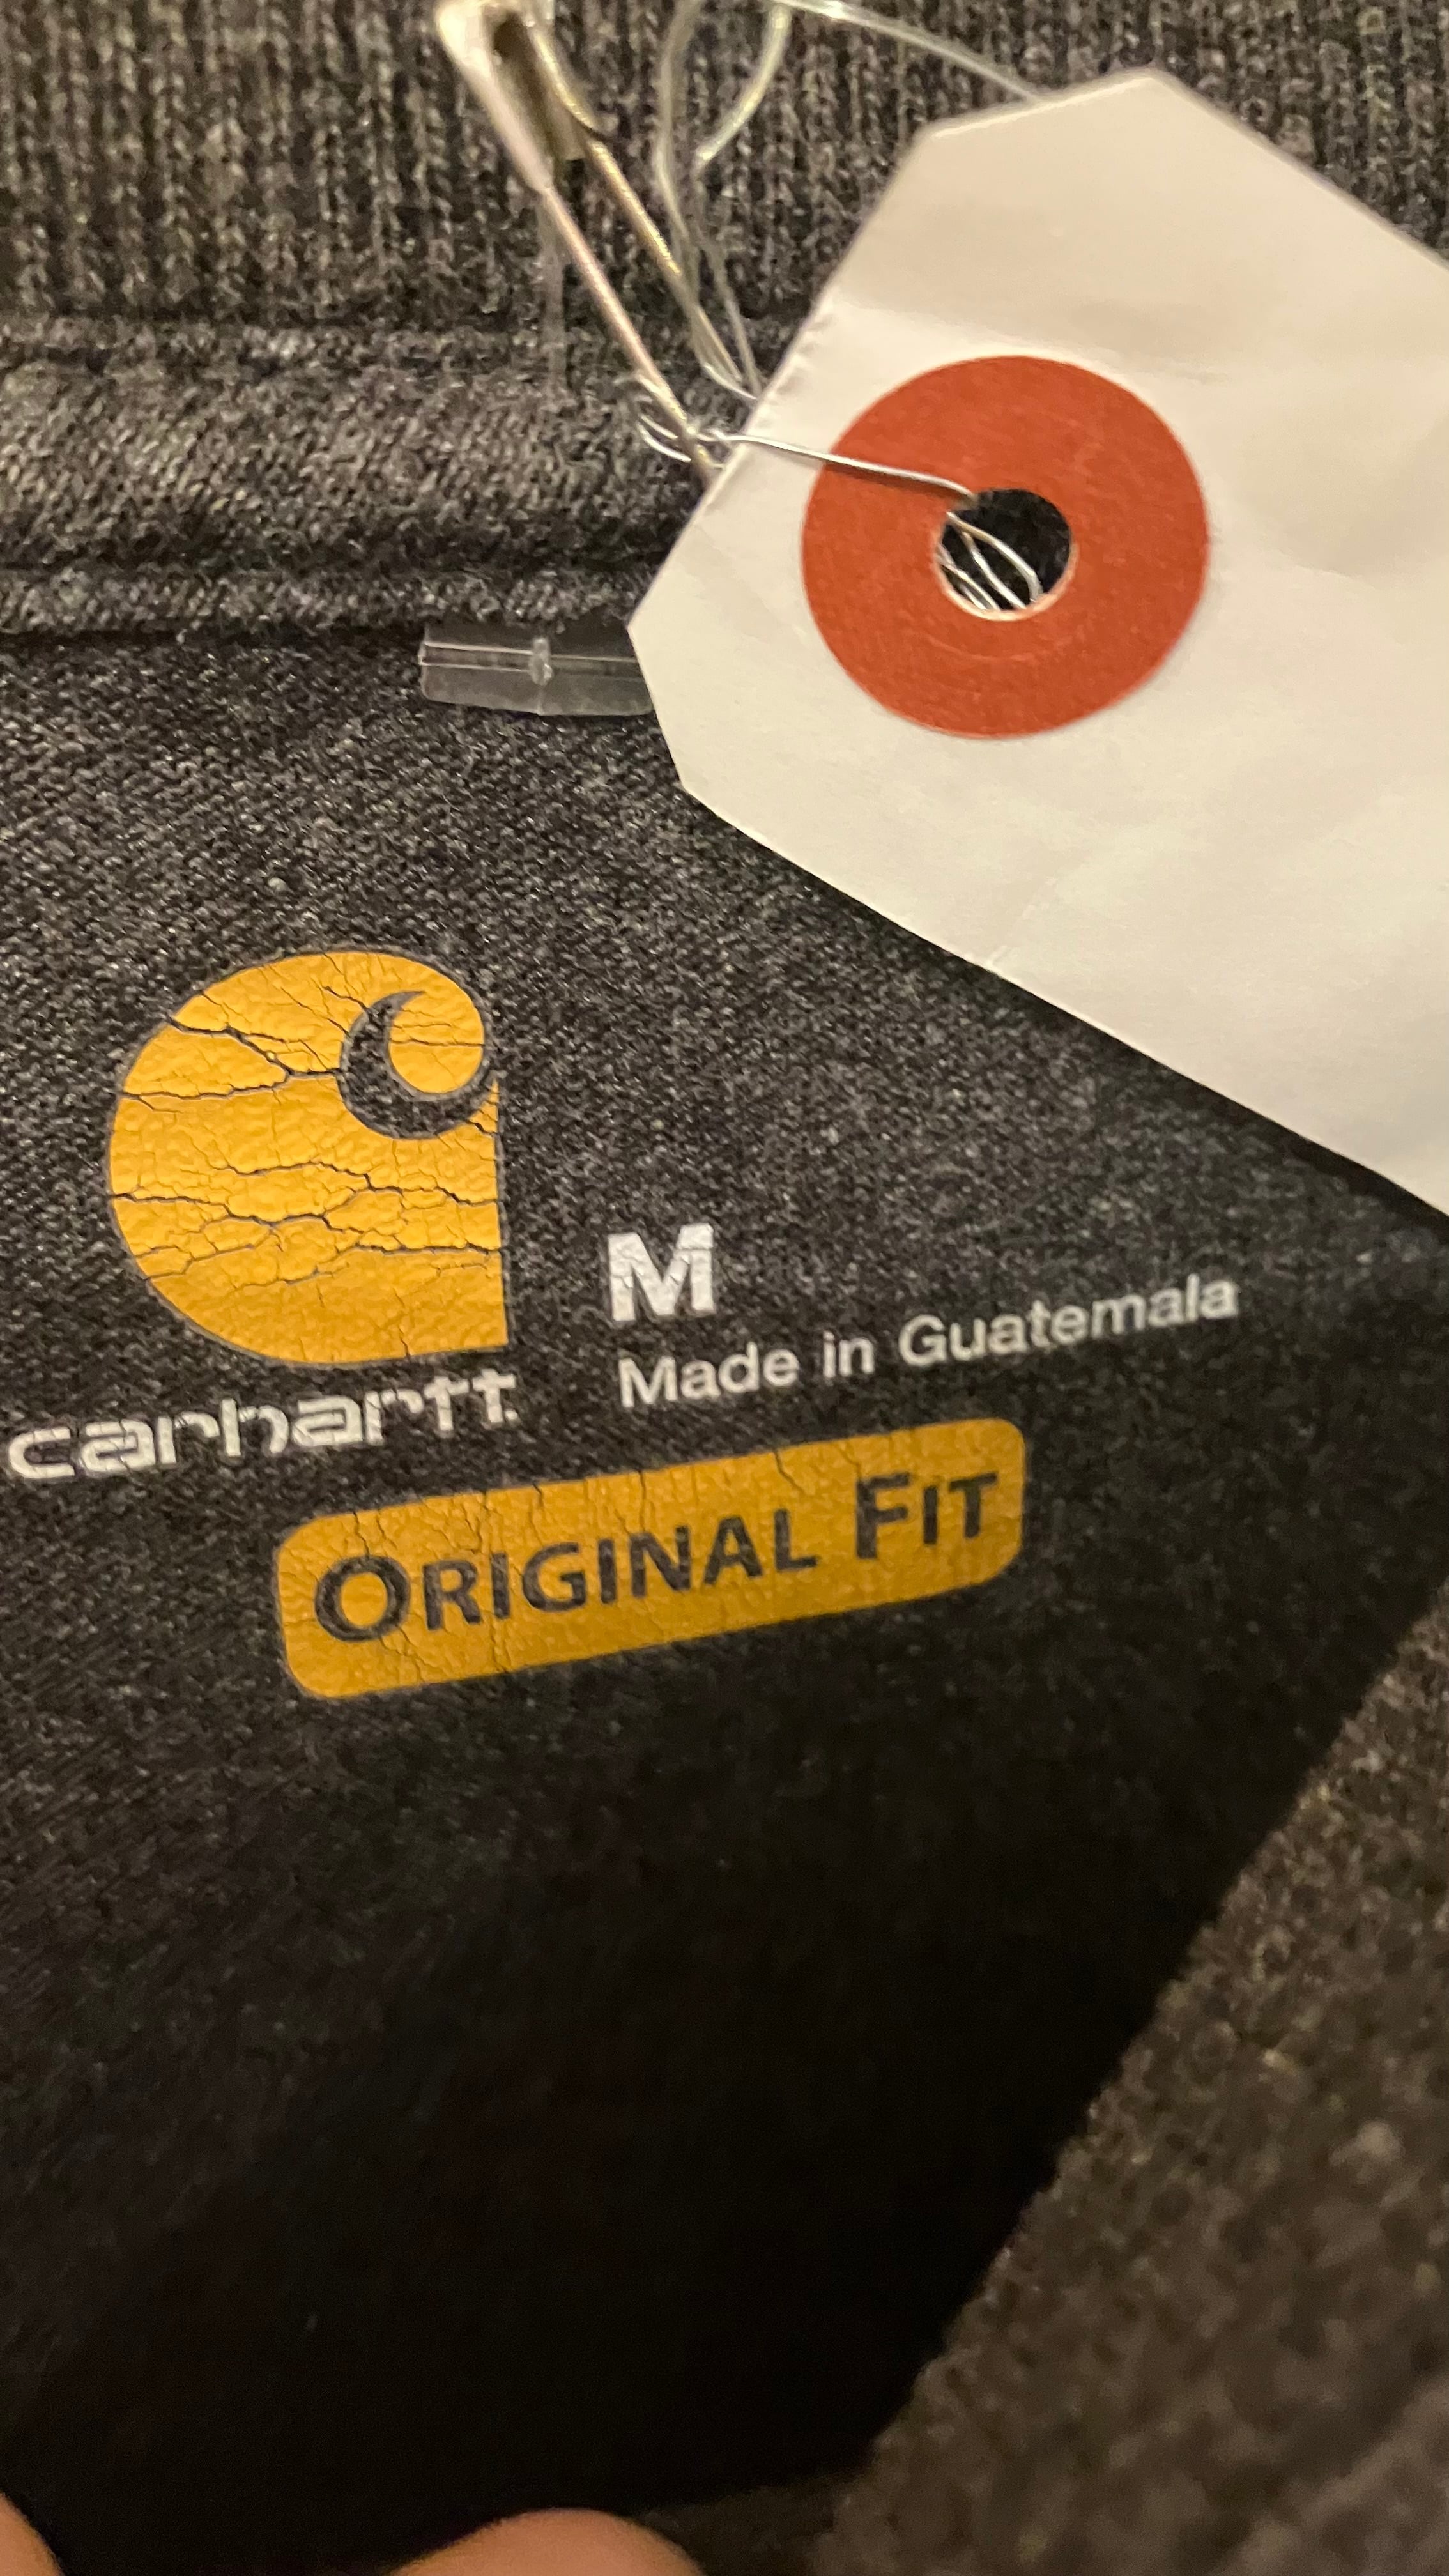 M
Made in Guatemala
carhartt
ORIGINAL FIT